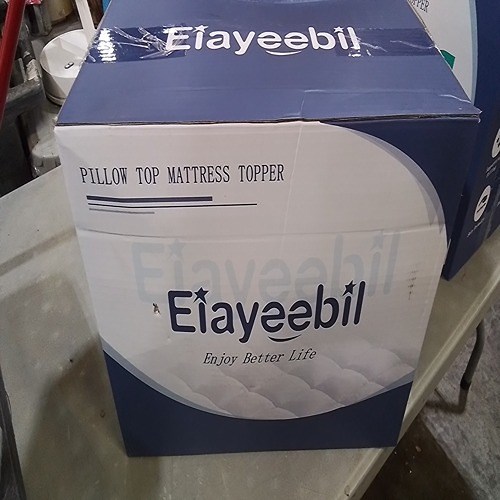 Eiayeebil
PILLOW TOP MATTRESS TOPPER
Eiayeebil
Eiayeebil
Enjoy Better Life